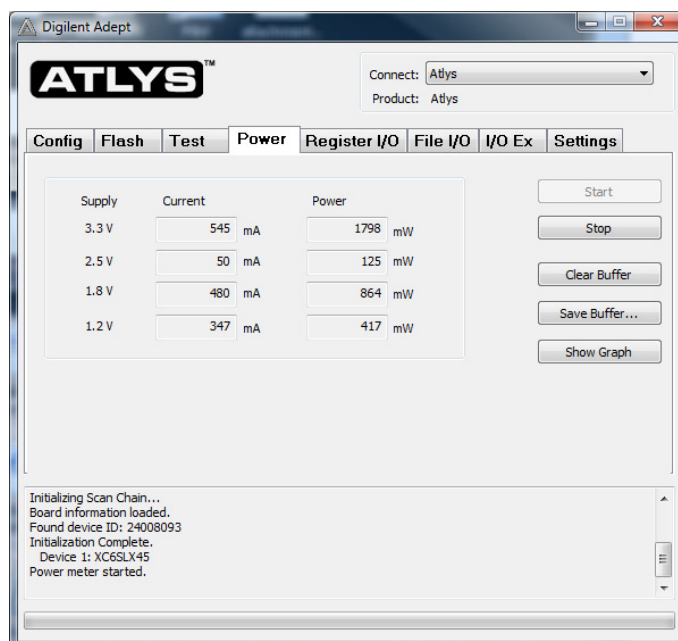 Digilent Adept
ATLYS™
Connect: Atlys
Product: Atlys
Config Flash Test Power Register I/O File I/O I/O Ex Settings
Supply Current Power
Start
3.3 V 545 mA 1798 mW
Stop
2.5 V 50 mA 125 mW
Clear Buffer
1.8 V 480 mA 864 mW
Save Buffer...
1.2 V 347 mA 417 mW
Show Graph
Initializing Scan Chain...
Board information loaded.
Found device ID: 24008093
Initialization Complete.
Device 1: XC6SLX45
Power meter started.